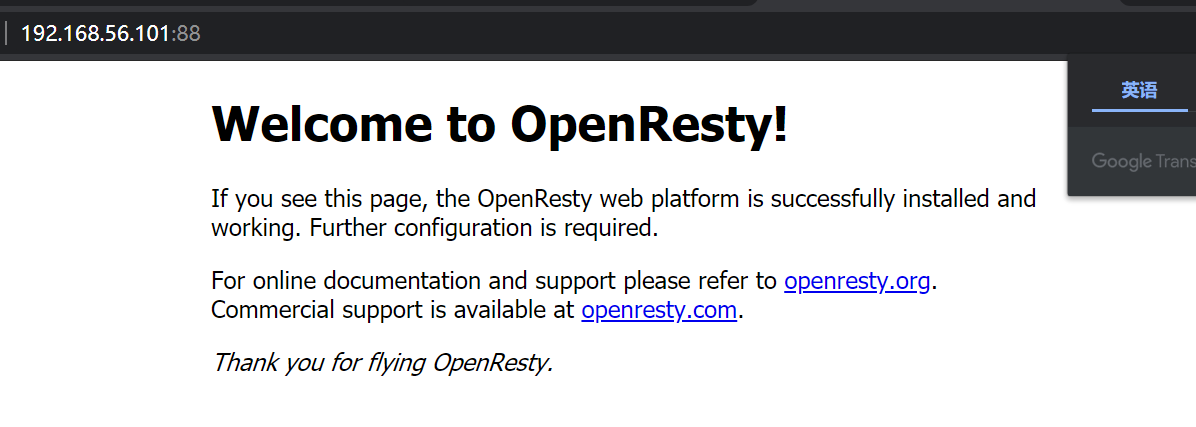 192.168.56.101:88
英语
Welcome to OpenResty!
Google Trans
If you see this page, the OpenResty web platform is successfully installed and
working. Further configuration is required.
For online documentation and support please refer to openresty.org.
Commercial support is available at openresty.com.
Thank you for flying OpenResty.